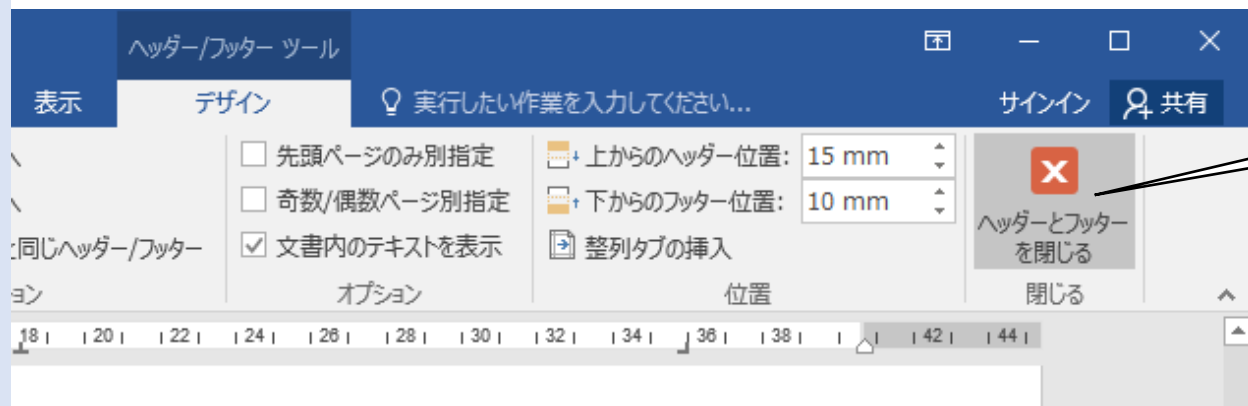 ヘッダー/フッター ツール
表示 デザイン 実行したい作業を入力してください... サインイン 共有
先頭ページのみ別指定 上からのヘッダー位置: 15 mm
奇数/偶数ページ別指定 下からのフッター位置: 10 mm
同じヘッダー/フッター 文書内のテキストを表示 整列タブの挿入
ヘッダーとフッター
を閉じる
オプション 位置 閉じる
18 20 22 24 26 28 30 32 34 36 38 42 44